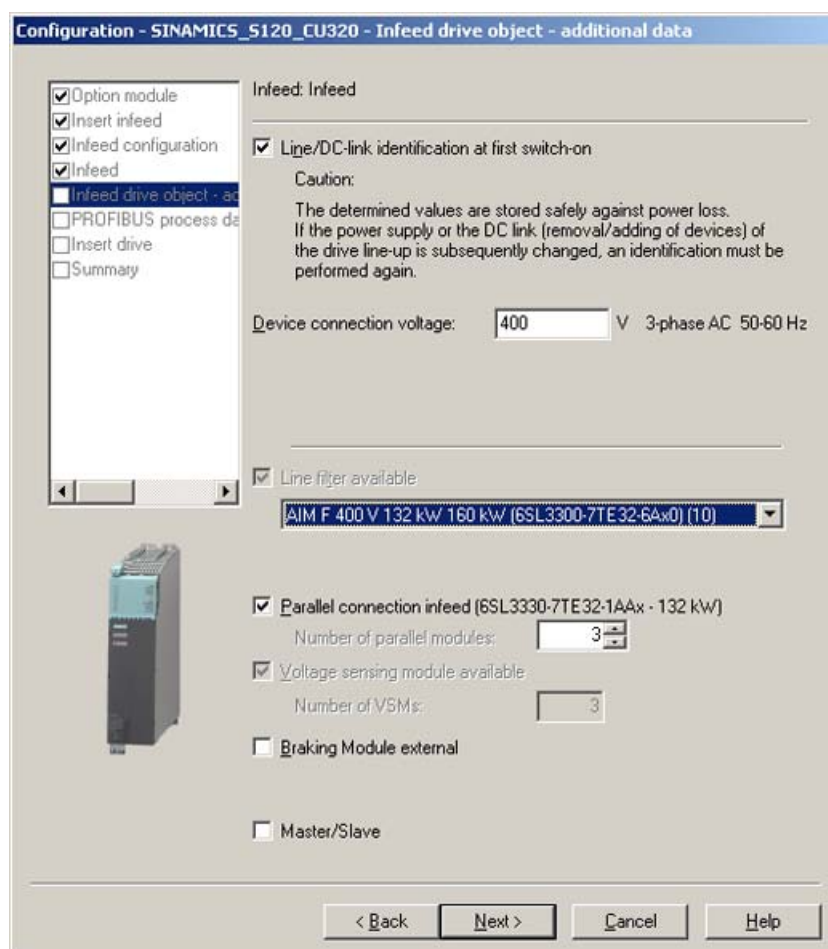 Configuration - SINAMICS_S120_CU320 - Infeed drive object - additional data
Option module
Insert infeed
Infeed configuration
Infeed
Infeed drive object - ad
PROFIBUS process da
Insert drive
Summary
Infeed: Infeed
Line/DC-link identification at first switch-on
Caution:
The determined values are stored safely against power loss.
If the power supply or the DC link (removal/adding of devices) of
the drive line-up is subsequently changed, an identification must be
performed again.
Device connection voltage: 400 V 3-phase AC 50-60 Hz
Line filter available
AIM F 400 V 132 kW 160 kW (6SL3300-7TE32-6Ax0) (10)
Parallel connection infeed (6SL3330-7TE32-1AAx - 132 kW)
Number of parallel modules: 3
Voltage sensing module available
Number of VSMs: 3
Braking Module external
Master/Slave
< Back Next > Cancel Help